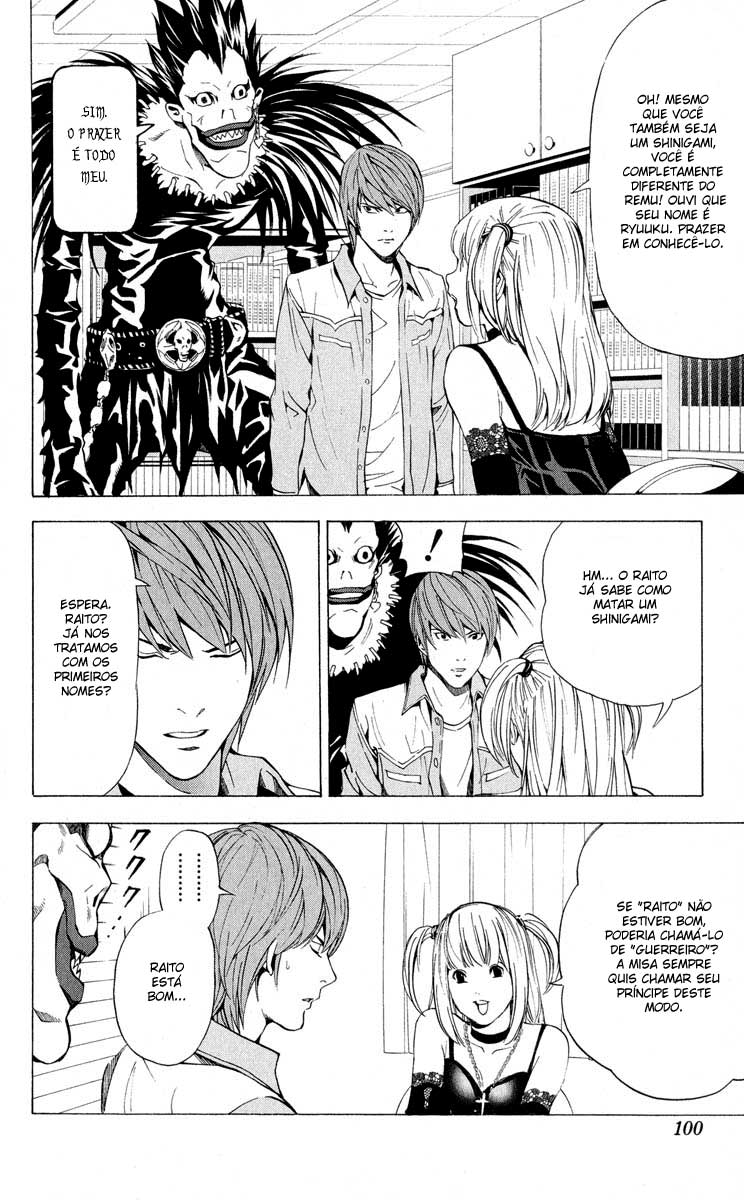 OH! MESMO
QUE VOCÊ
TAMBÉM SEJA
UM SHINIGAMI,
VOCÊ É
COMPLETAMENTE
DIFERENTE DO
REMU! OUVI QUE
SEU NOME É
RYUUKU. PRAZER
EM CONHECÊ-LO.
SIM.
O PRAZER
É TODO
MEU.
HM... O RAITO
JÁ SABE COMO
MATAR UM
SHINIGAMI?
!
ESPERA.
RAITO?
JÁ NOS
TRATAMOS
COM OS
PRIMEIROS
NOMES?
SE "RAITO" NÃO
ESTIVER BOM,
PODERIA CHAMÁ-LO
DE "GUERREIRO"?
A MISA SEMPRE
QUIS CHAMAR SEU
PRÍNCIPE DESTE
MODO.
......
RAITO
ESTÁ
BOM...
ククク...
100